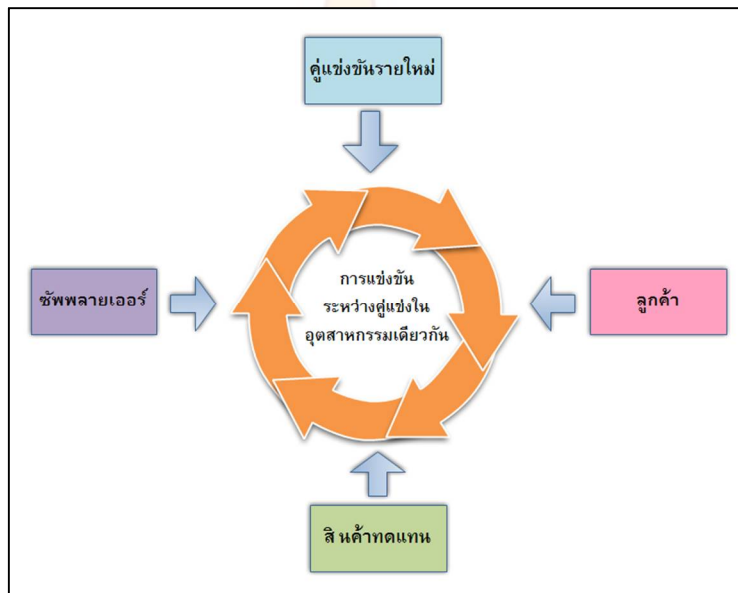 คู่แข่งขันรายใหม่
ซัพพลายเออร์
การแข่งขัน
ระหว่างคู่แข่งใน
อุตสาหกรรมเดียวกัน
ลูกค้า
สินค้าทดแทน